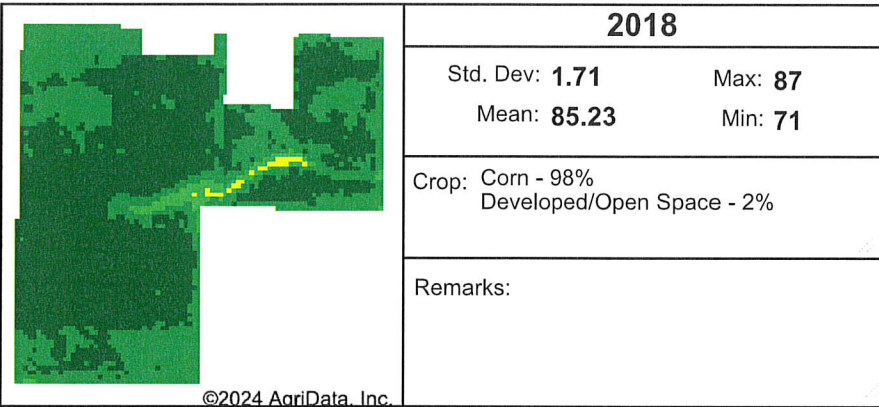 2018
Std. Dev: 1.71 Max: 87
Mean: 85.23 Min: 71
Crop: Corn - 98%
Developed/Open Space - 2%
Remarks:
©2024 AgriData, Inc.